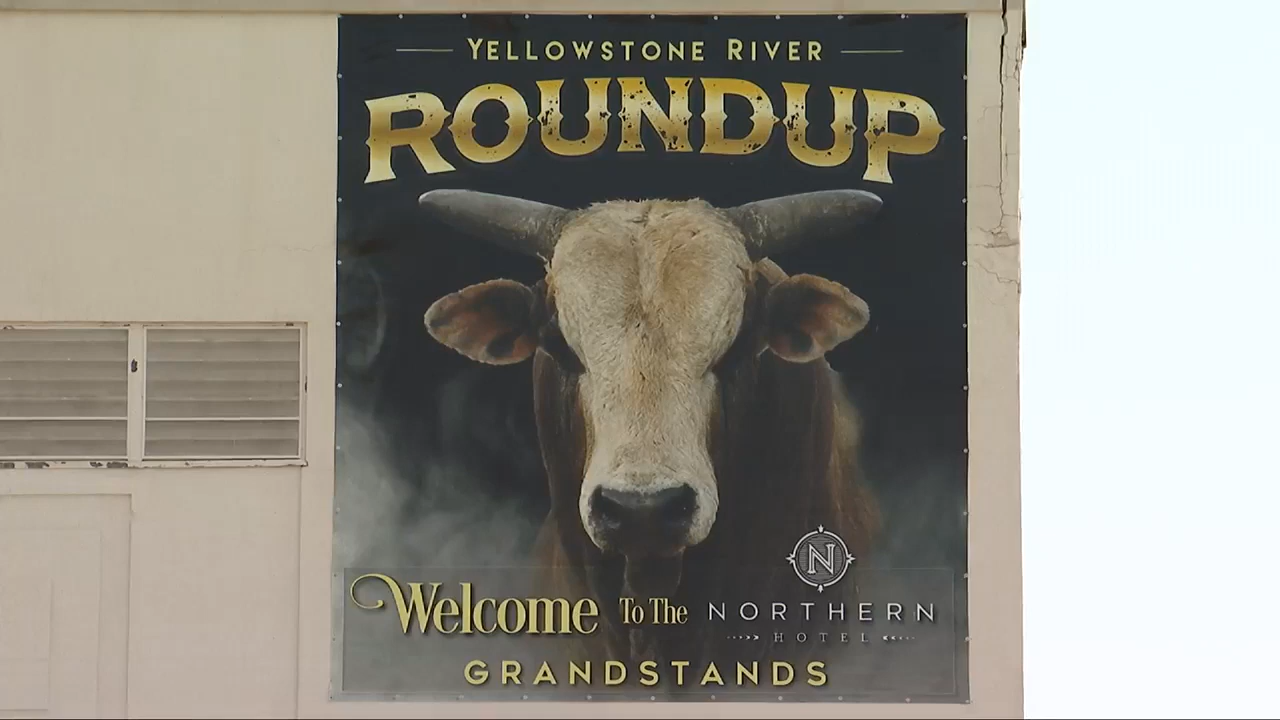 YELLOWSTONE RIVER
ROUNDUP
N
Welcome To The NORTHERN
HOTEL
GRANDSTANDS